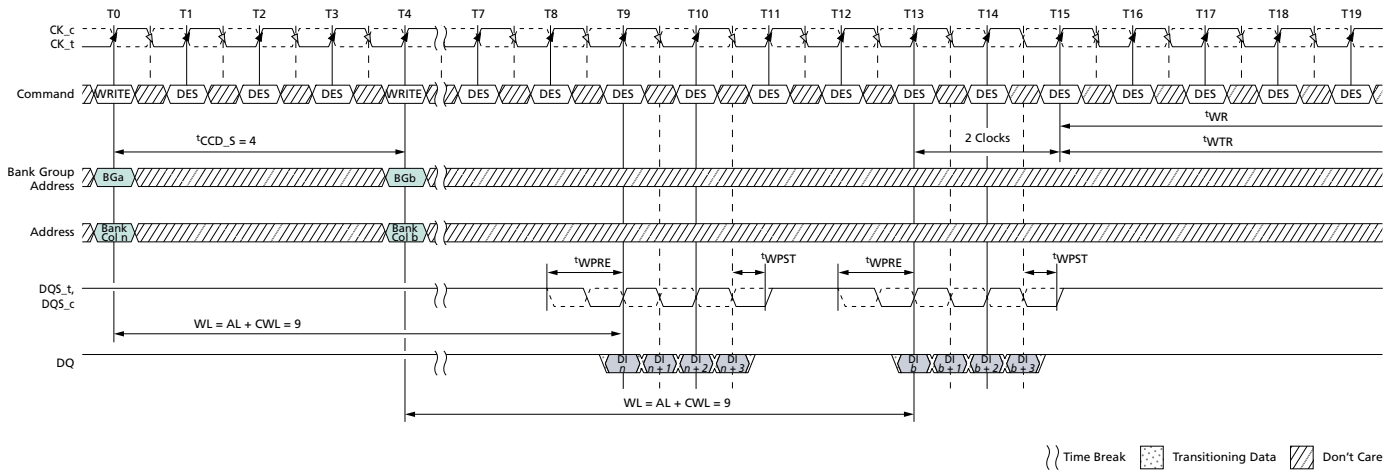 T0 T1 T2 T3 T4 T7 T8 T9 T10 T11 T12 T13 T14 T15 T16 T17 T18 T19
CK_c
CK_t
Command WRITE DES DES DES WRITE DES DES DES DES DES DES DES DES DES DES DES DES DES
tWR
tCCD_S = 4 2 Clocks
tWTR
Bank Group
Address BGa BGb
Address Bank
Col n Bank
Col b
tWPRE tWPST tWPRE tWPST
DQS_t,
DQS_c
WL = AL + CWL = 9
DQ DI
n DI
n + 1 DI
n + 2 DI
n + 3 DI
b DI
b + 1 DI
b + 2 DI
b + 3
WL = AL + CWL = 9
Time Break Transitioning Data Don't Care